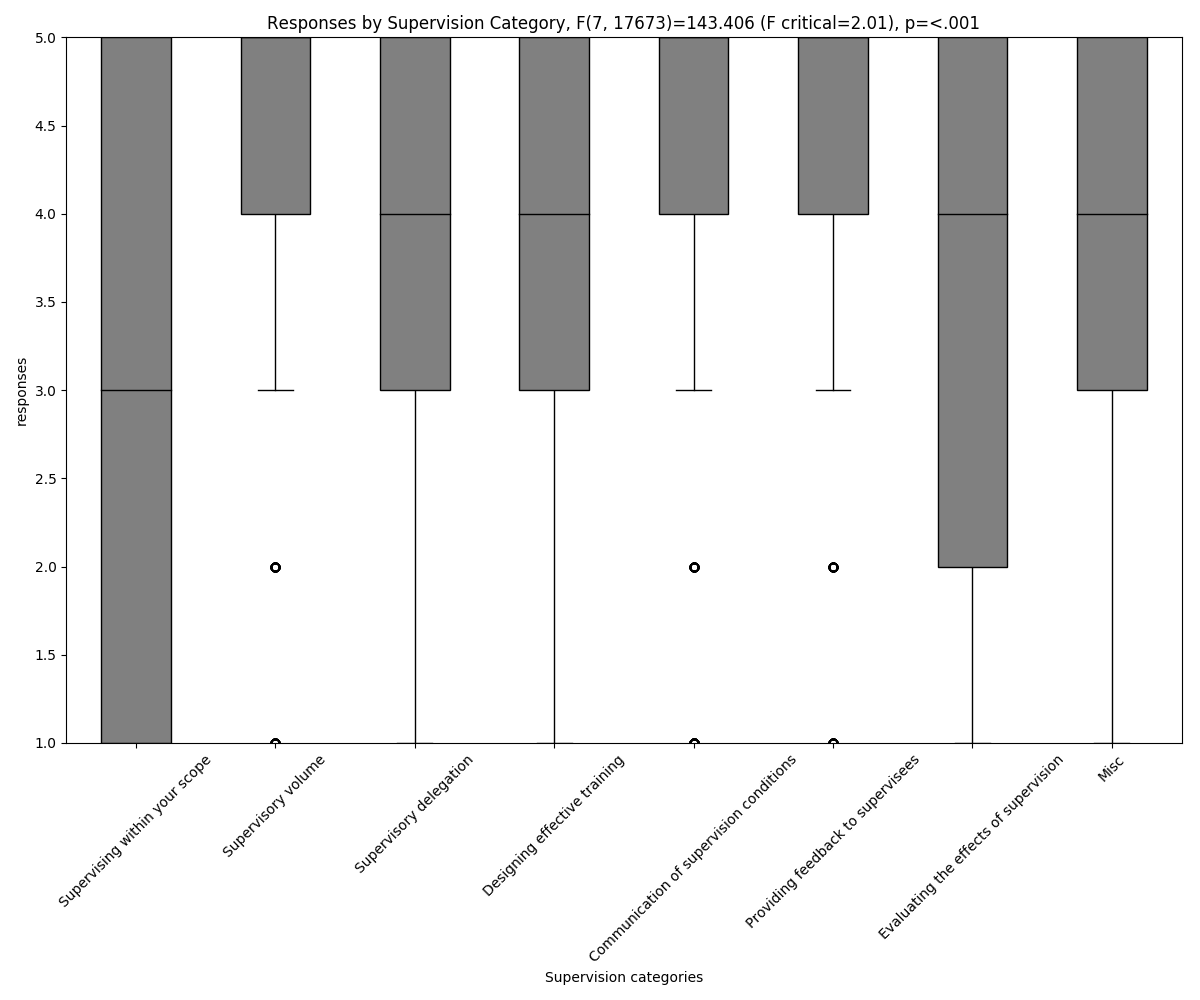 Responses by Supervision Category, F(7, 17673)=143.406 (F critical=2.01), p=<.001
5.0
4.5
4.0
3.5
3.0
2.5
2.0
1.5
1.0
responses
Supervising within your scope
Supervisory volume
Supervisory delegation
Designing effective training
Communication of supervision conditions
Providing feedback to supervisees
Evaluating the effects of supervision
Misc
Supervision categories